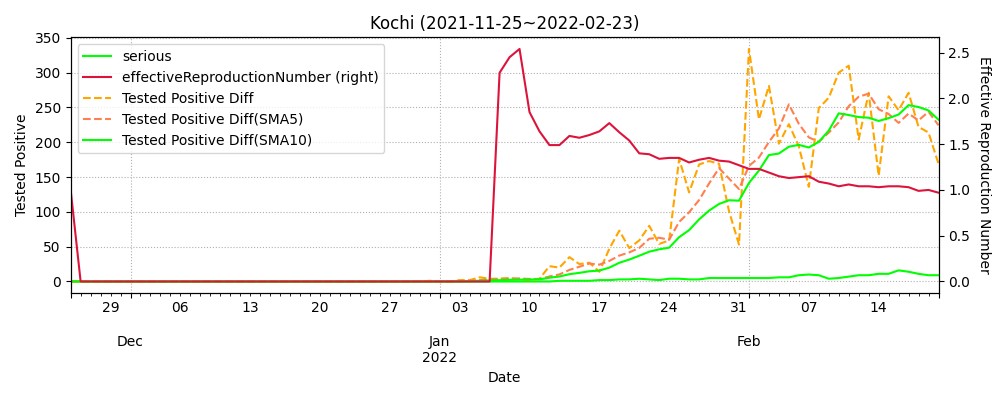 Kochi (2021-11-25~2022-02-23)
serious
effectiveReproductionNumber (right)
Tested Positive Diff
Tested Positive Diff(SMA5)
Tested Positive Diff(SMA10)
Tested Positive
350
300
250
200
150
100
50
0
Effective Reproduction Number
2.5
2.0
1.5
1.0
0.5
0.0
29 06 13 20 27 03 10 17 24 31 07 14
Dec Jan Feb
2022
Date